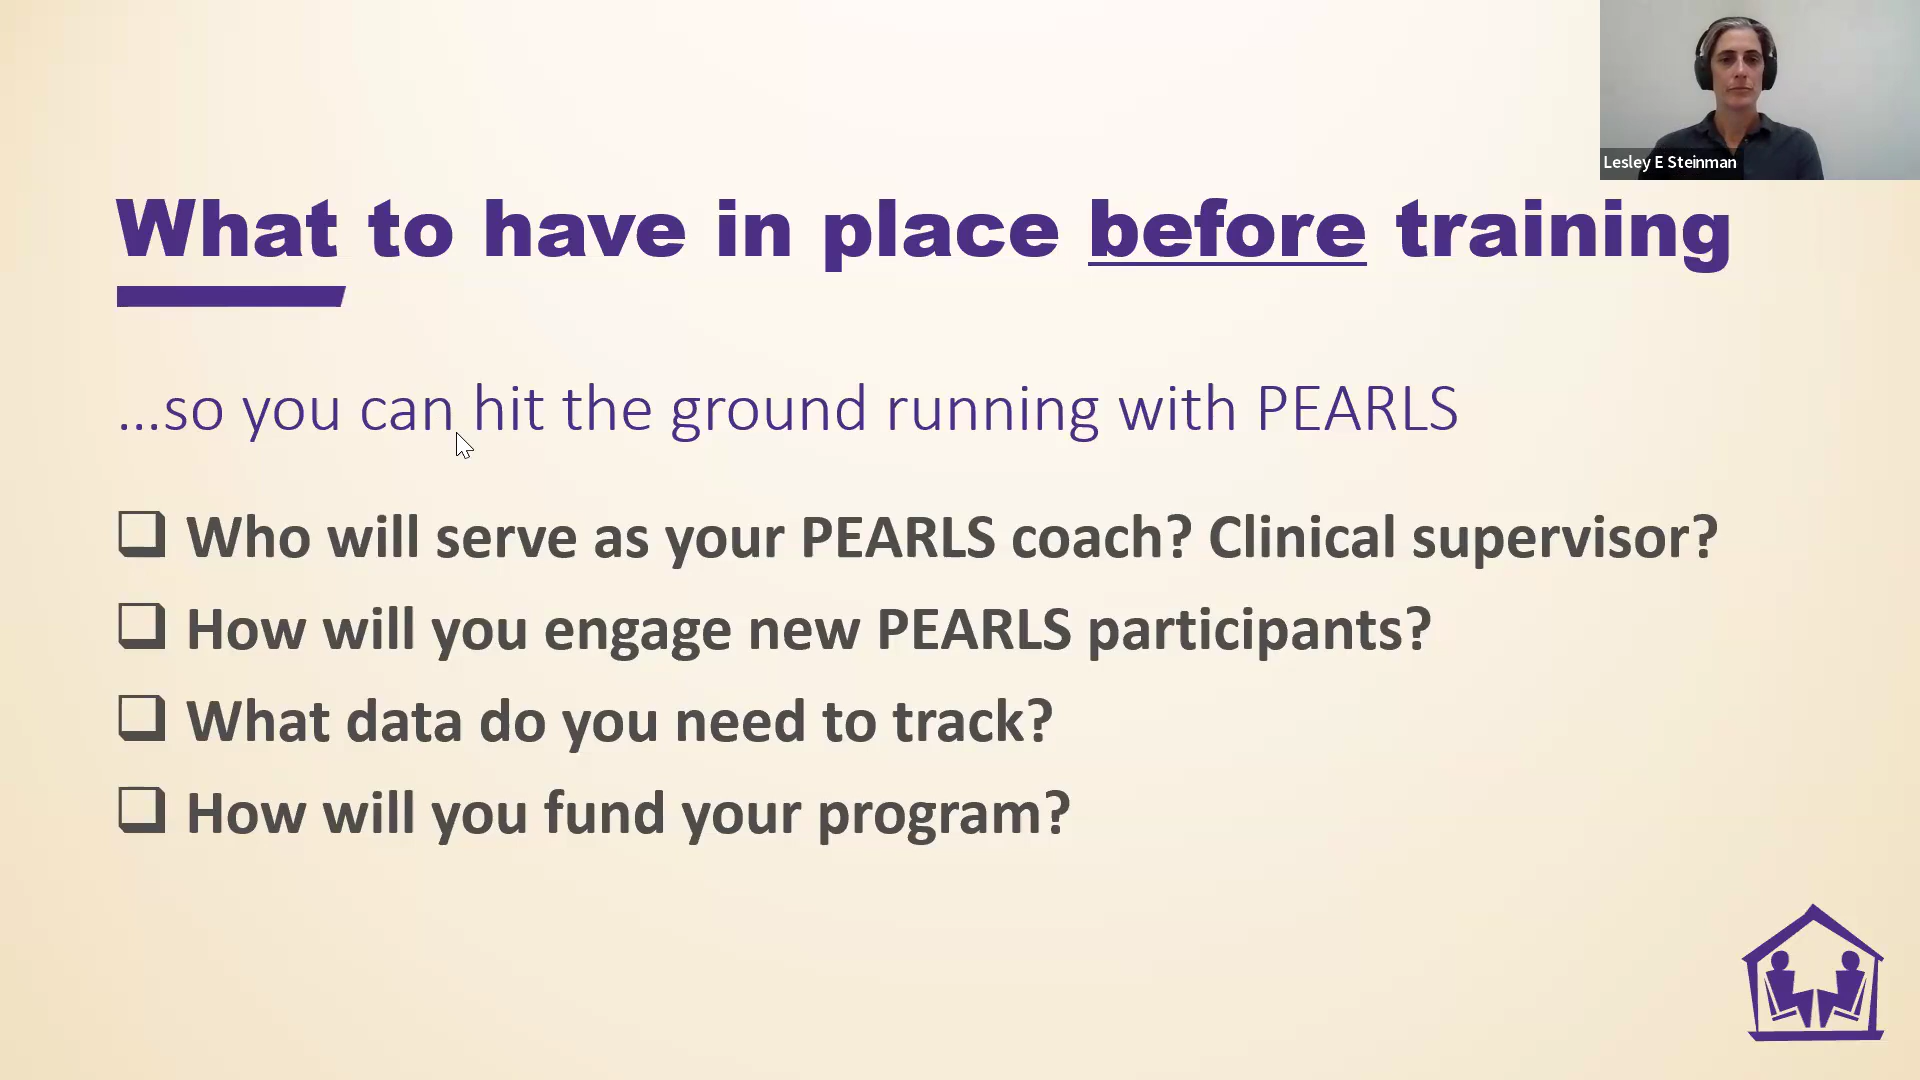 Lesley E Steinman
What to have in place before training
...so you can hit the ground running with PEARLS
❑ Who will serve as your PEARLS coach? Clinical supervisor?
❑ How will you engage new PEARLS participants?
❑ What data do you need to track?
❑ How will you fund your program?